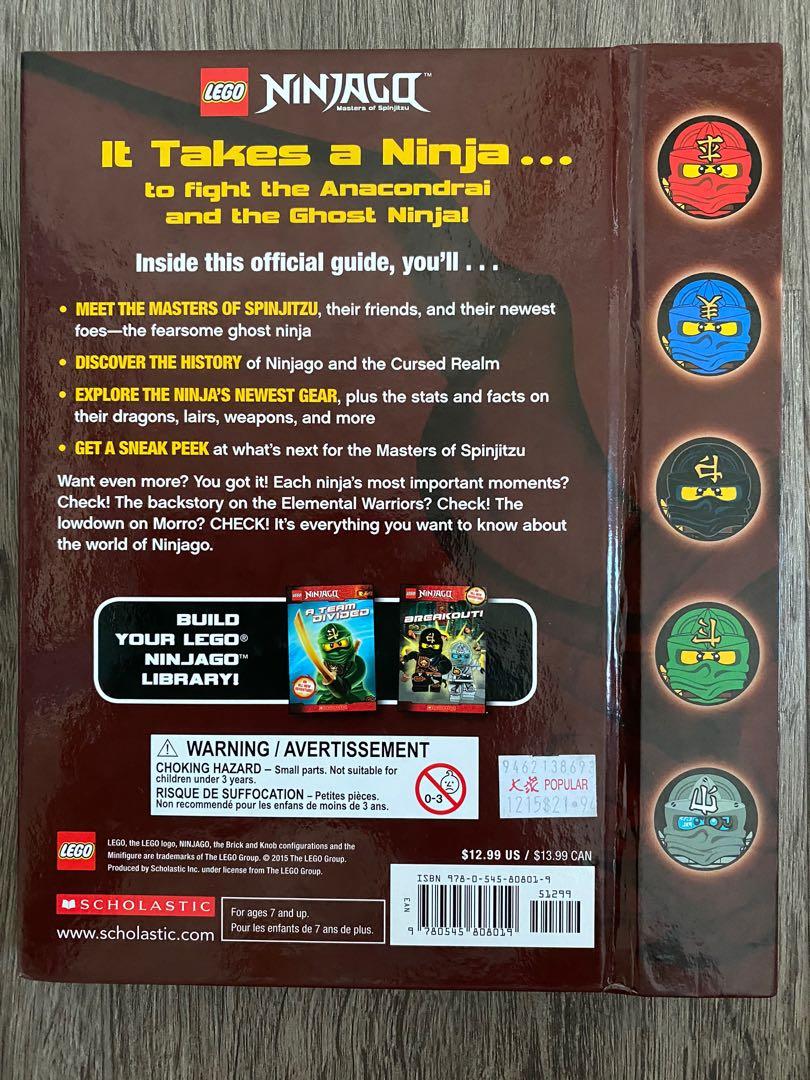 LEGO NINJAGO™
Masters of Spinjitzu
It Takes a Ninja...
to fight the Anacondrai
and the Ghost Ninja!
Inside this official guide, you'll...
• MEET THE MASTERS OF SPINJITZU, their friends, and their newest
foes—the fearsome ghost ninja
• DISCOVER THE HISTORY of Ninjago and the Cursed Realm
• EXPLORE THE NINJA'S NEWEST GEAR, plus the stats and facts on
their dragons, lairs, weapons, and more
• GET A SNEAK PEEK at what's next for the Masters of Spinjitzu
Want even more? You got it! Each ninja's most important moments?
Check! The backstory on the Elemental Warriors? Check! The
lowdown on Morro? CHECK! It's everything you want to know about
the world of Ninjago.
BUILD
YOUR LEGO®
NINJAGO™
LIBRARY!
LEGO NINJAGO
A TEAM
DIVIDED
SCHOLASTIC
LEGO NINJAGO
BREAKOUT!
SCHOLASTIC
WARNING / AVERTISSEMENT
CHOKING HAZARD – Small parts. Not suitable for
children under 3 years.
RISQUE DE SUFFOCATION – Petites pièces.
Non recommendé pour les enfans de moins de 3 ans.
0-3
POPULAR
LEGO
LEGO, the LEGO logo, NINJAGO, the Brick and Knob configurations and the
Minifigure are trademarks of The LEGO Group. © 2015 The LEGO Group.
Produced by Scholastic Inc. under license from The LEGO Group.
$12.99 US / $13.99 CAN
SCHOLASTIC
www.scholastic.com
For ages 7 and up.
Pour les enfants de 7 ans de plus.
ISBN 978-0-545-80801-9
51299
EAN
9 780545 808019